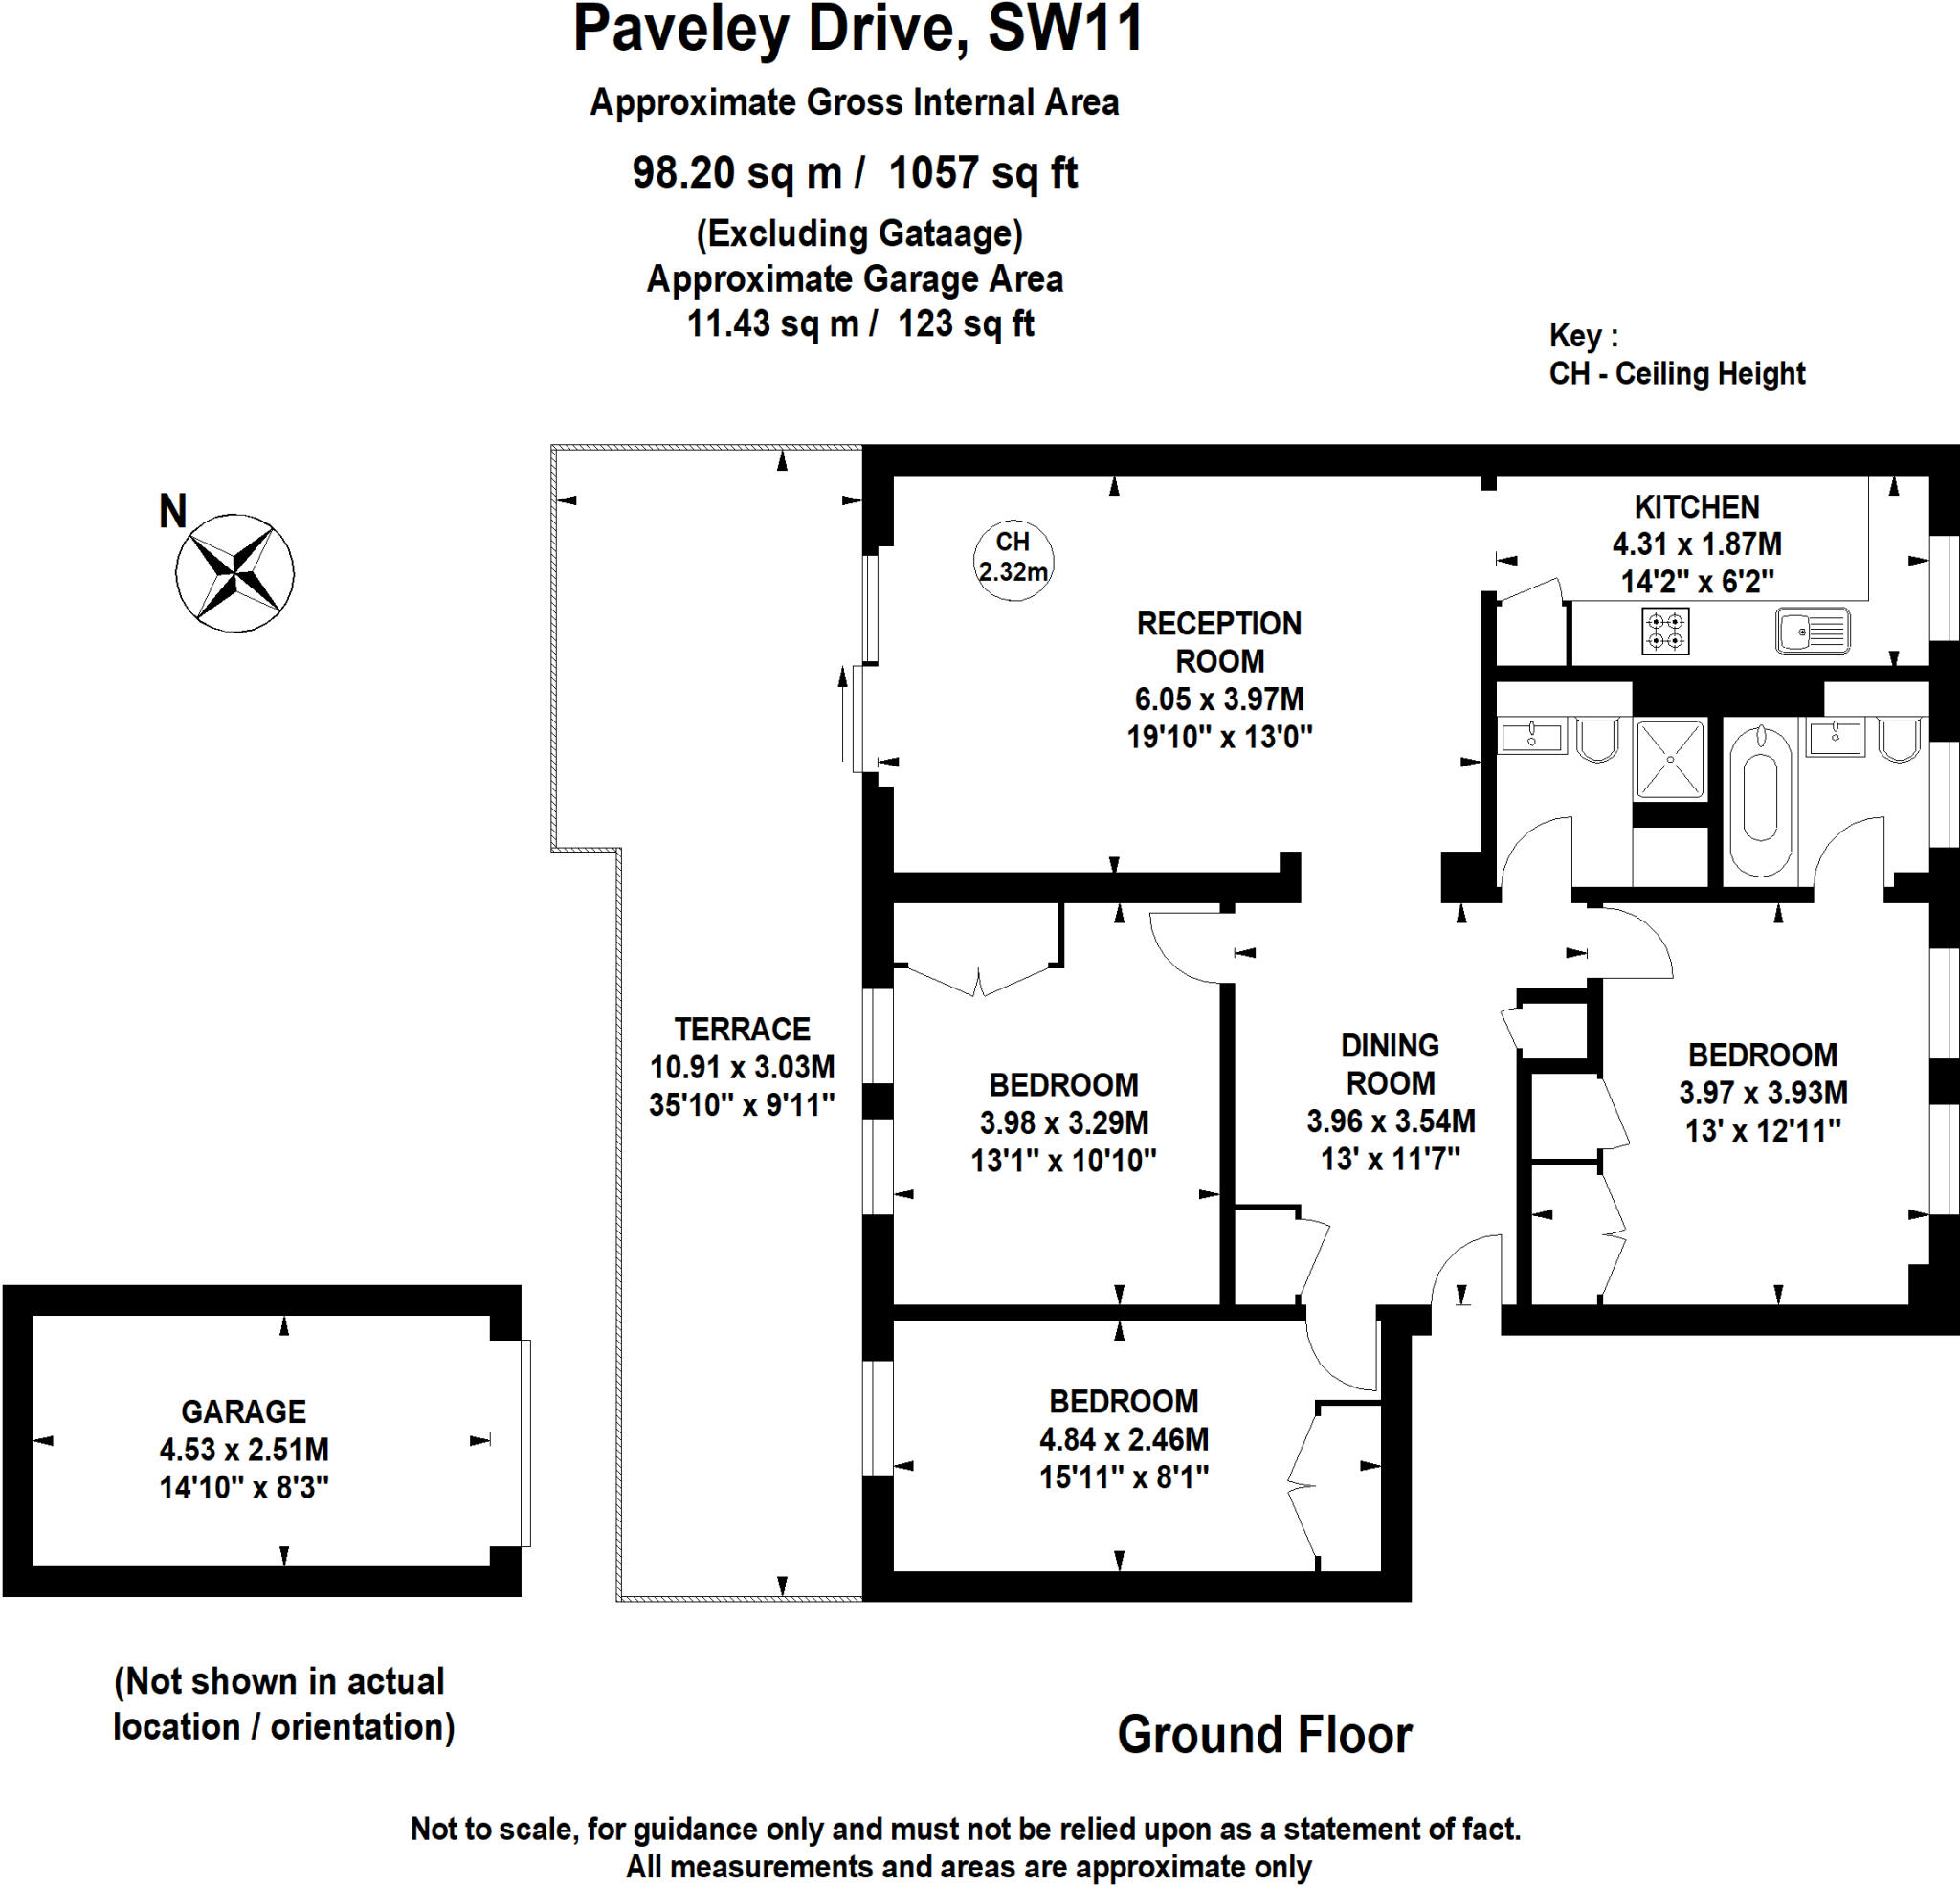 Paveley Drive, SW11
Approximate Gross Internal Area
98.20 sq m / 1057 sq ft
(Excluding Gataage)
Approximate Garage Area
11.43 sq m / 123 sq ft
Key :
CH - Ceiling Height
N
CH
2.32m
KITCHEN
4.31 x 1.87M
14'2" x 6'2"
RECEPTION
ROOM
6.05 x 3.97M
19'10" x 13'0"
TERRACE
10.91 x 3.03M
35'10" x 9'11"
BEDROOM
3.98 x 3.29M
13'1" x 10'10"
DINING
ROOM
3.96 x 3.54M
13' x 11'7"
BEDROOM
3.97 x 3.93M
13' x 12'11"
GARAGE
4.53 x 2.51M
14'10" x 8'3"
BEDROOM
4.84 x 2.46M
15'11" x 8'1"
(Not shown in actual
location / orientation)
Ground Floor
Not to scale, for guidance only and must not be relied upon as a statement of fact.
All measurements and areas are approximate only